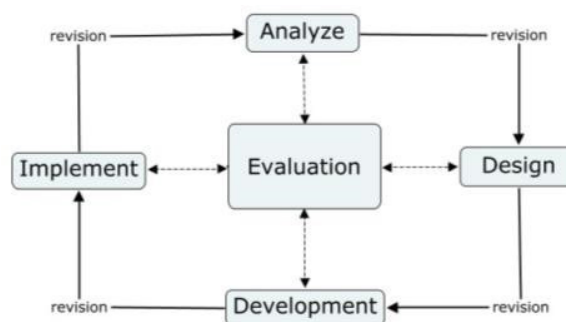 revision
Analyze
revision
Implement
Evaluation
Design
revision
Development
revision